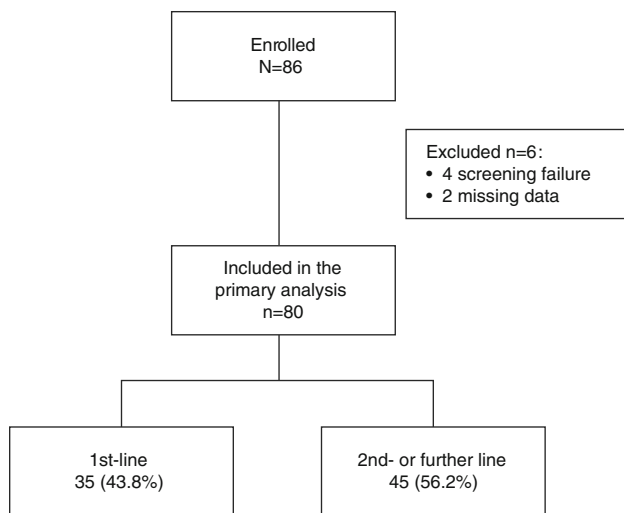 Enrolled
N=86
Excluded n=6:
• 4 screening failure
• 2 missing data
Included in the
primary analysis
n=80
1st-line
35 (43.8%)
2nd- or further line
45 (56.2%)